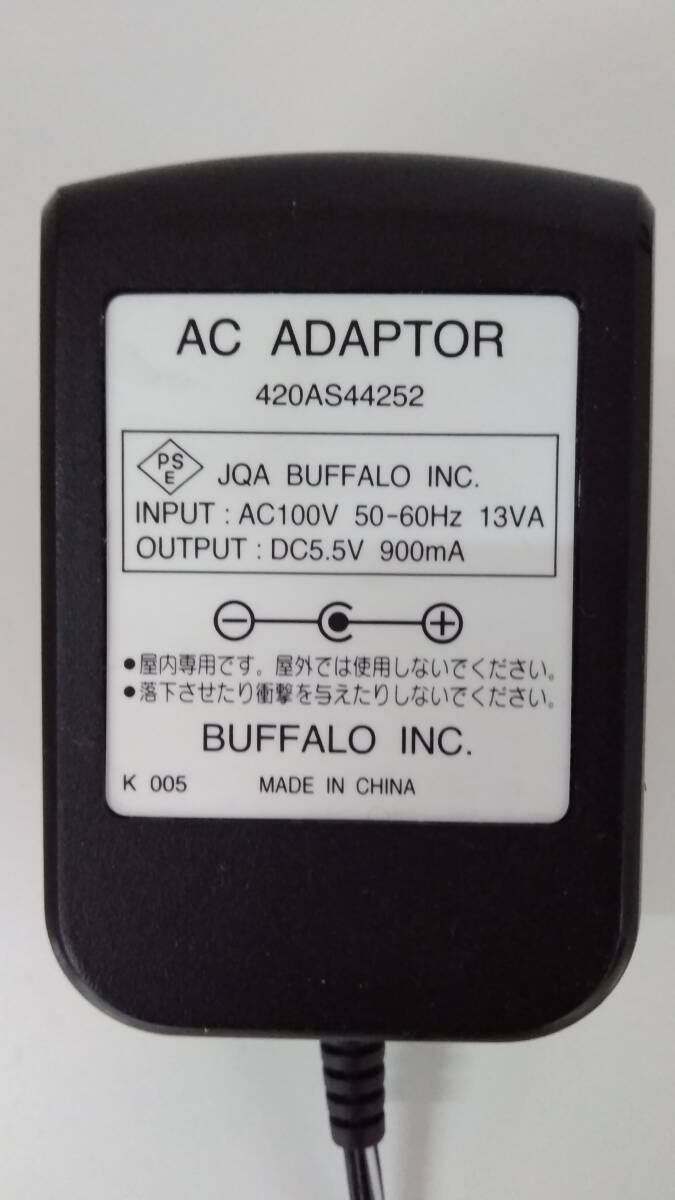 AC ADAPTOR
420AS44252
PS
E
JQA BUFFALO INC.
INPUT : AC100V 50-60Hz 13VA
OUTPUT : DC5.5V 900mA
●屋内専用です。屋外では使用しないでください。
●落下させたり衝撃を与えたりしないでください。
BUFFALO INC.
K 005 MADE IN CHINA